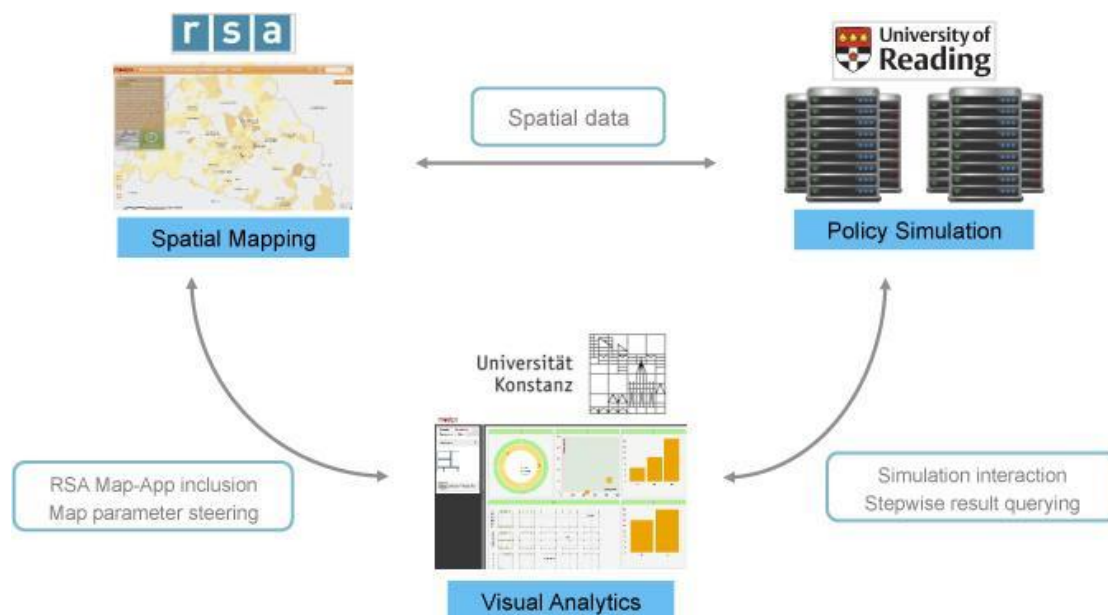 rsa
University of
Reading
Spatial data
Spatial Mapping
Policy Simulation
Universität
Konstanz
RSA Map-App inclusion
Map parameter steering
Simulation interaction
Stepwise result querying
Visual Analytics